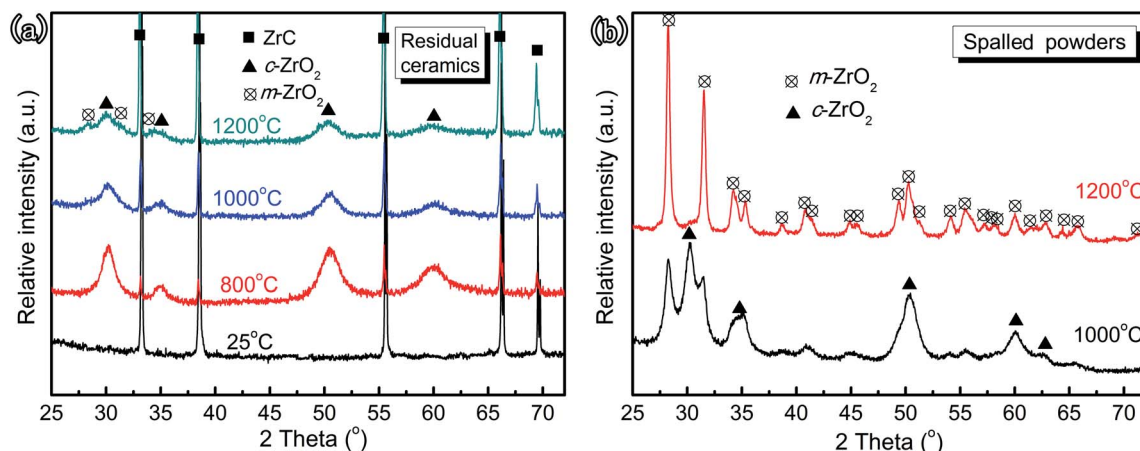 (a)
ZrC
c-ZrO₂
m-ZrO₂
Residual
ceramics
1200°C
1000°C
800°C
25°C
Relative intensity (a.u.)
25 30 35 40 45 50 55 60 65 70
2 Theta (°)
(b)
m-ZrO₂
c-ZrO₂
Spalled powders
1200°C
1000°C
Relative intensity (a.u.)
25 30 35 40 45 50 55 60 65 70
2 Theta (°)